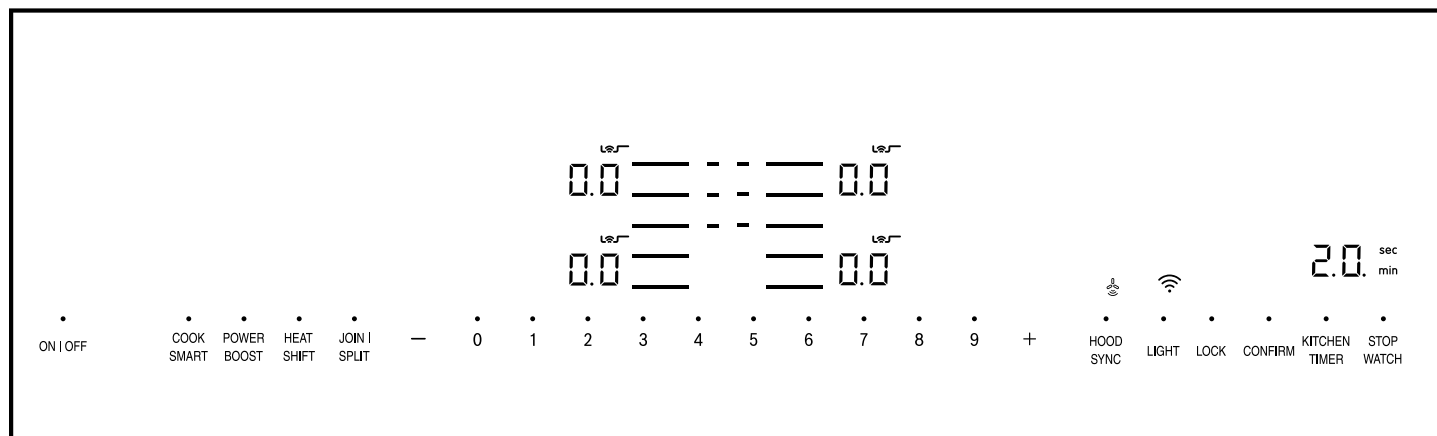 0.0 0.0
0.0 0.0
2.0. sec
min
ON | OFF
COOK
SMART
POWER
BOOST
HEAT
SHIFT
JOIN |
SPLIT
— 0 1 2 3 4 5 6 7 8 9 +
HOOD
SYNC
LIGHT
LOCK
CONFIRM
KITCHEN
TIMER
STOP
WATCH